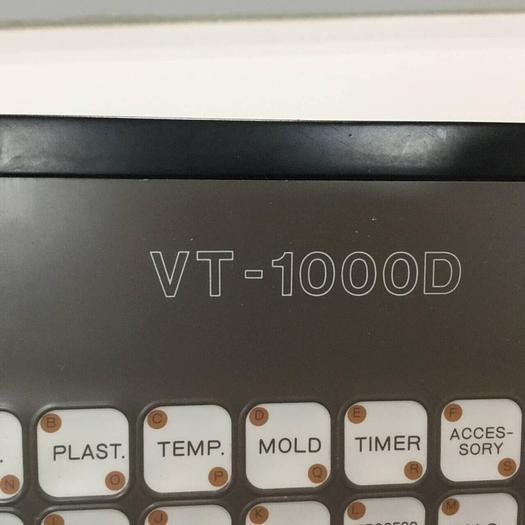 VT-1000D
B C D E F
PLAST. TEMP. MOLD TIMER ACCES-
SORY
N O P Q R S
J K L M